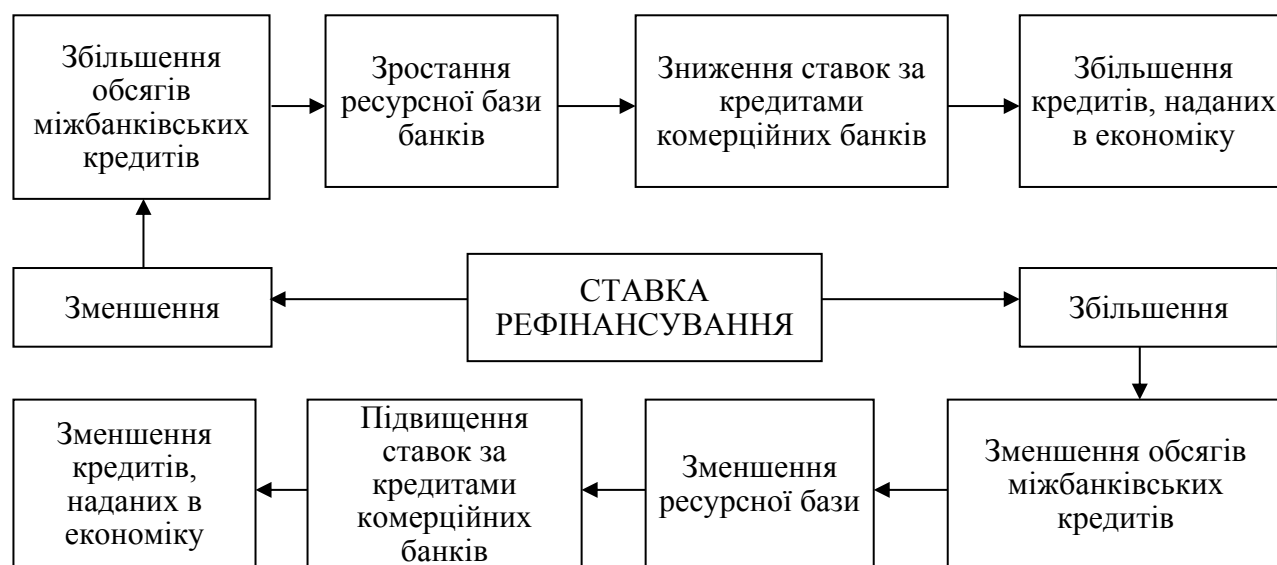 Збільшення
обсягів
міжбанківських
кредитів
Зростання
ресурсної бази
банків
Зниження ставок за
кредитами
комерційних банків
Збільшення
кредитів, наданих
в економіку
Зменшення
СТАВКА
РЕФІНАНСУВАННЯ
Збільшення
Зменшення
кредитів,
наданих в
економіку
Підвищення
ставок за
кредитами
комерційних
банків
Зменшення
ресурсної бази
Зменшення обсягів
міжбанківських
кредитів